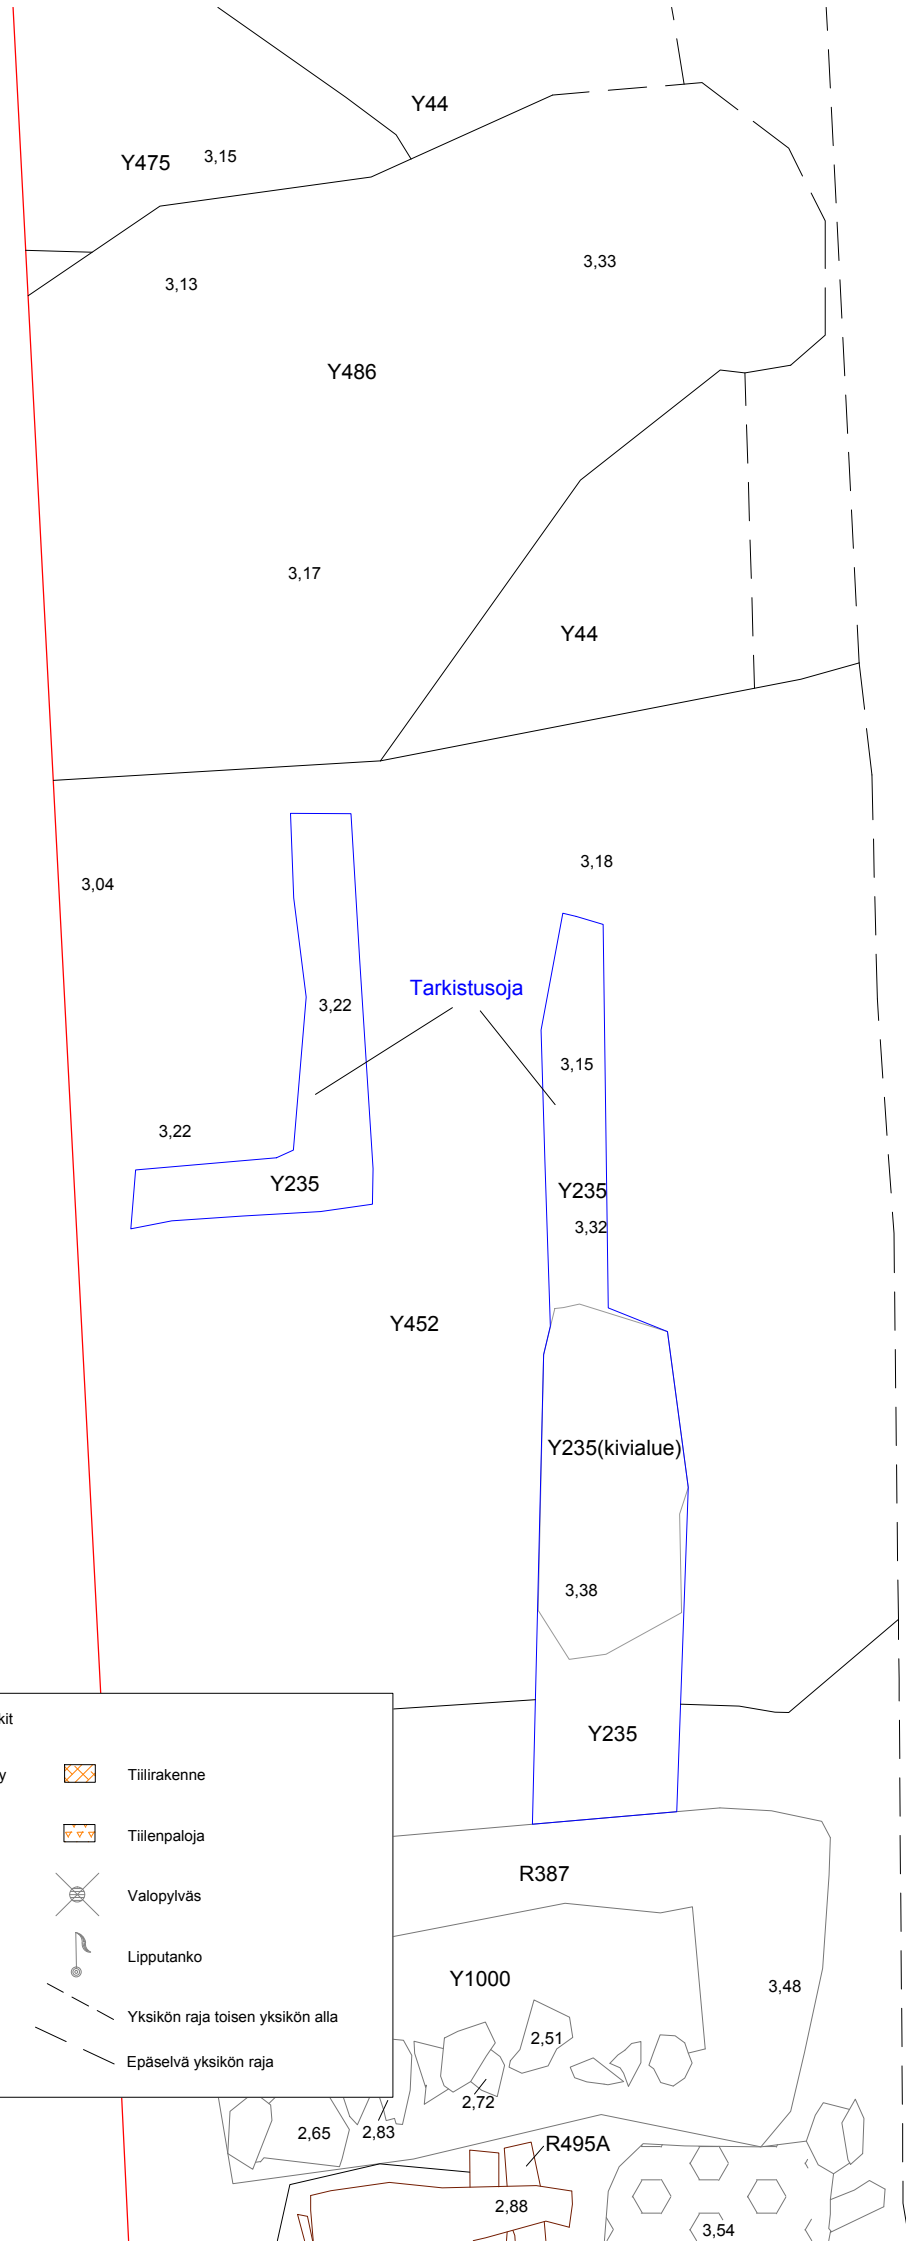 Y44
Y475
3,15
3,13
3,33
Y486
3,17
Y44
3,04
3,18
Tarkistusoja
3,22
3,15
3,22
Y235
Y235
3,32
Y452
Y235(kivialue)
3,38
Y235
kit
y
Tiilirakenne
Tiilenpaloja
Valopylväs
Lipputanko
Yksikön raja toisen yksikön alla
Epäselvä yksikön raja
R387
Y1000
3,48
2,51
2,72
2,65
2,83
R495A
2,88
3,54